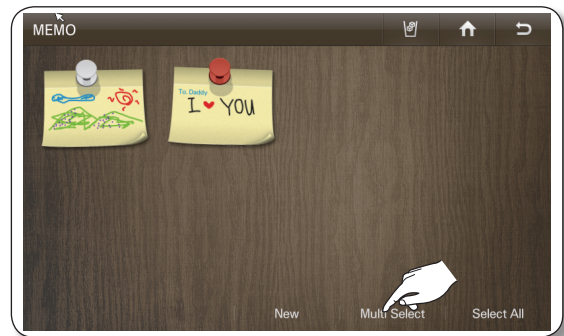 MEMO
To. Daddy
I ❤ YOU
New
Multi Select
Select All